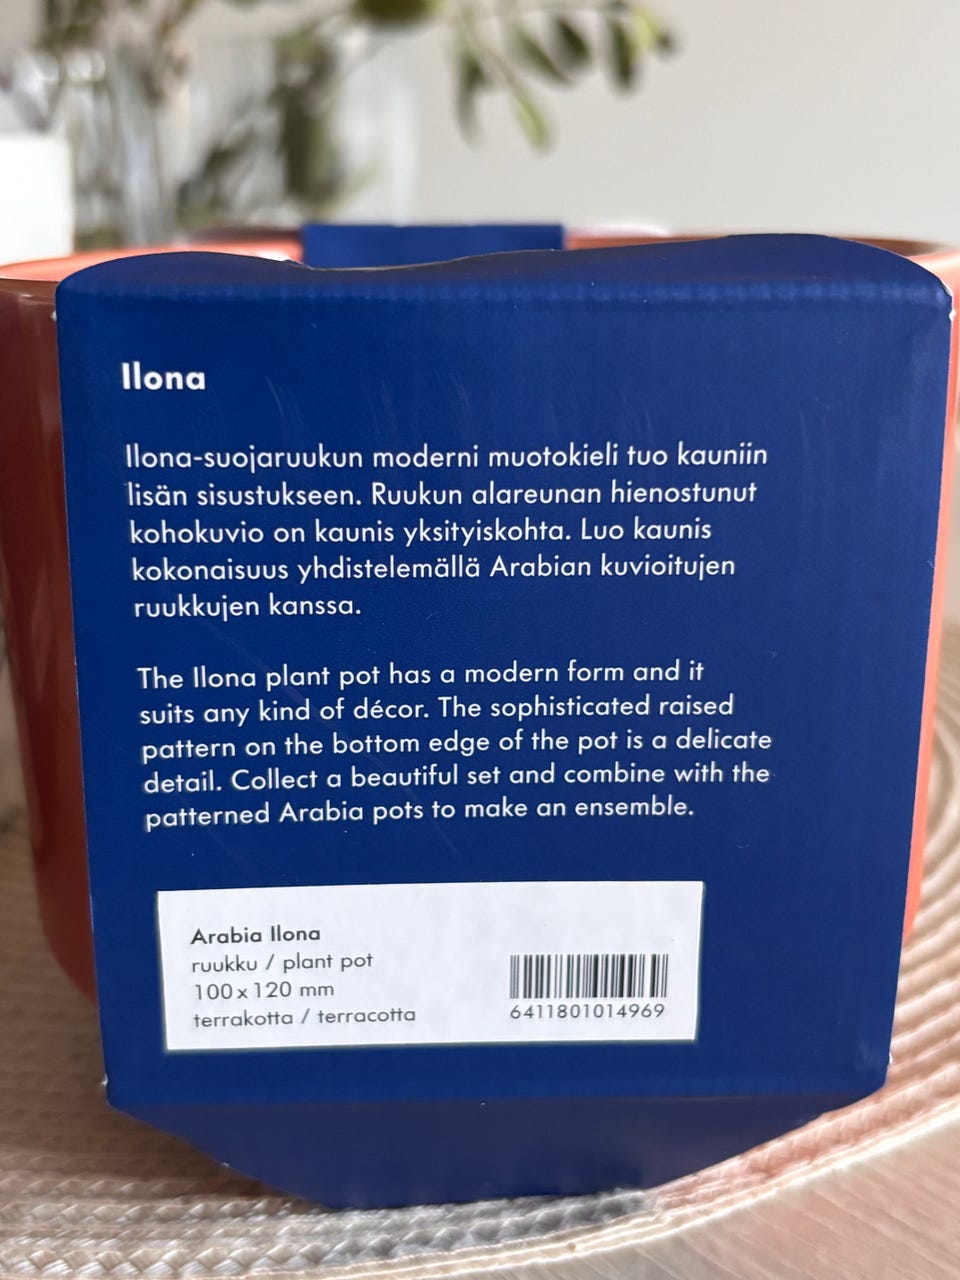 Ilona
Ilona-suojaruukun moderni muotokieli tuo kauniin
lisän sisustukseen. Ruukun alareunan hienostunut
kohokuvio on kaunis yksityiskohta. Luo kaunis
kokonaisuus yhdistelemällä Arabian kuvioitujen
ruukkujen kanssa.
The Ilona plant pot has a modern form and it
suits any kind of décor. The sophisticated raised
pattern on the bottom edge of the pot is a delicate
detail. Collect a beautiful set and combine with the
patterned Arabia pots to make an ensemble.
Arabia Ilona
ruukku / plant pot
100 x 120 mm
terrakotta / terracotta
6411801014969